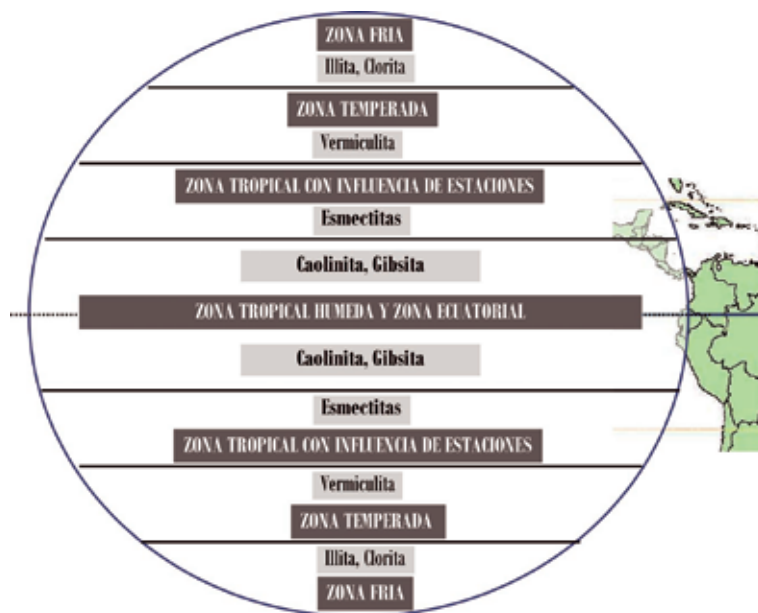 ZONA FRIA
Illita, Clorita
ZONA TEMPERADA
Vermiculita
ZONA TROPICAL CON INFLUENCIA DE ESTACIONES
Esmectitas
Caolinita, Gibsita
ZONA TROPICAL HUMEDA Y ZONA ECUATORIAL
Caolinita, Gibsita
Esmectitas
ZONA TROPICAL CON INFLUENCIA DE ESTACIONES
Vermiculita
ZONA TEMPERADA
Illita, Clorita
ZONA FRIA